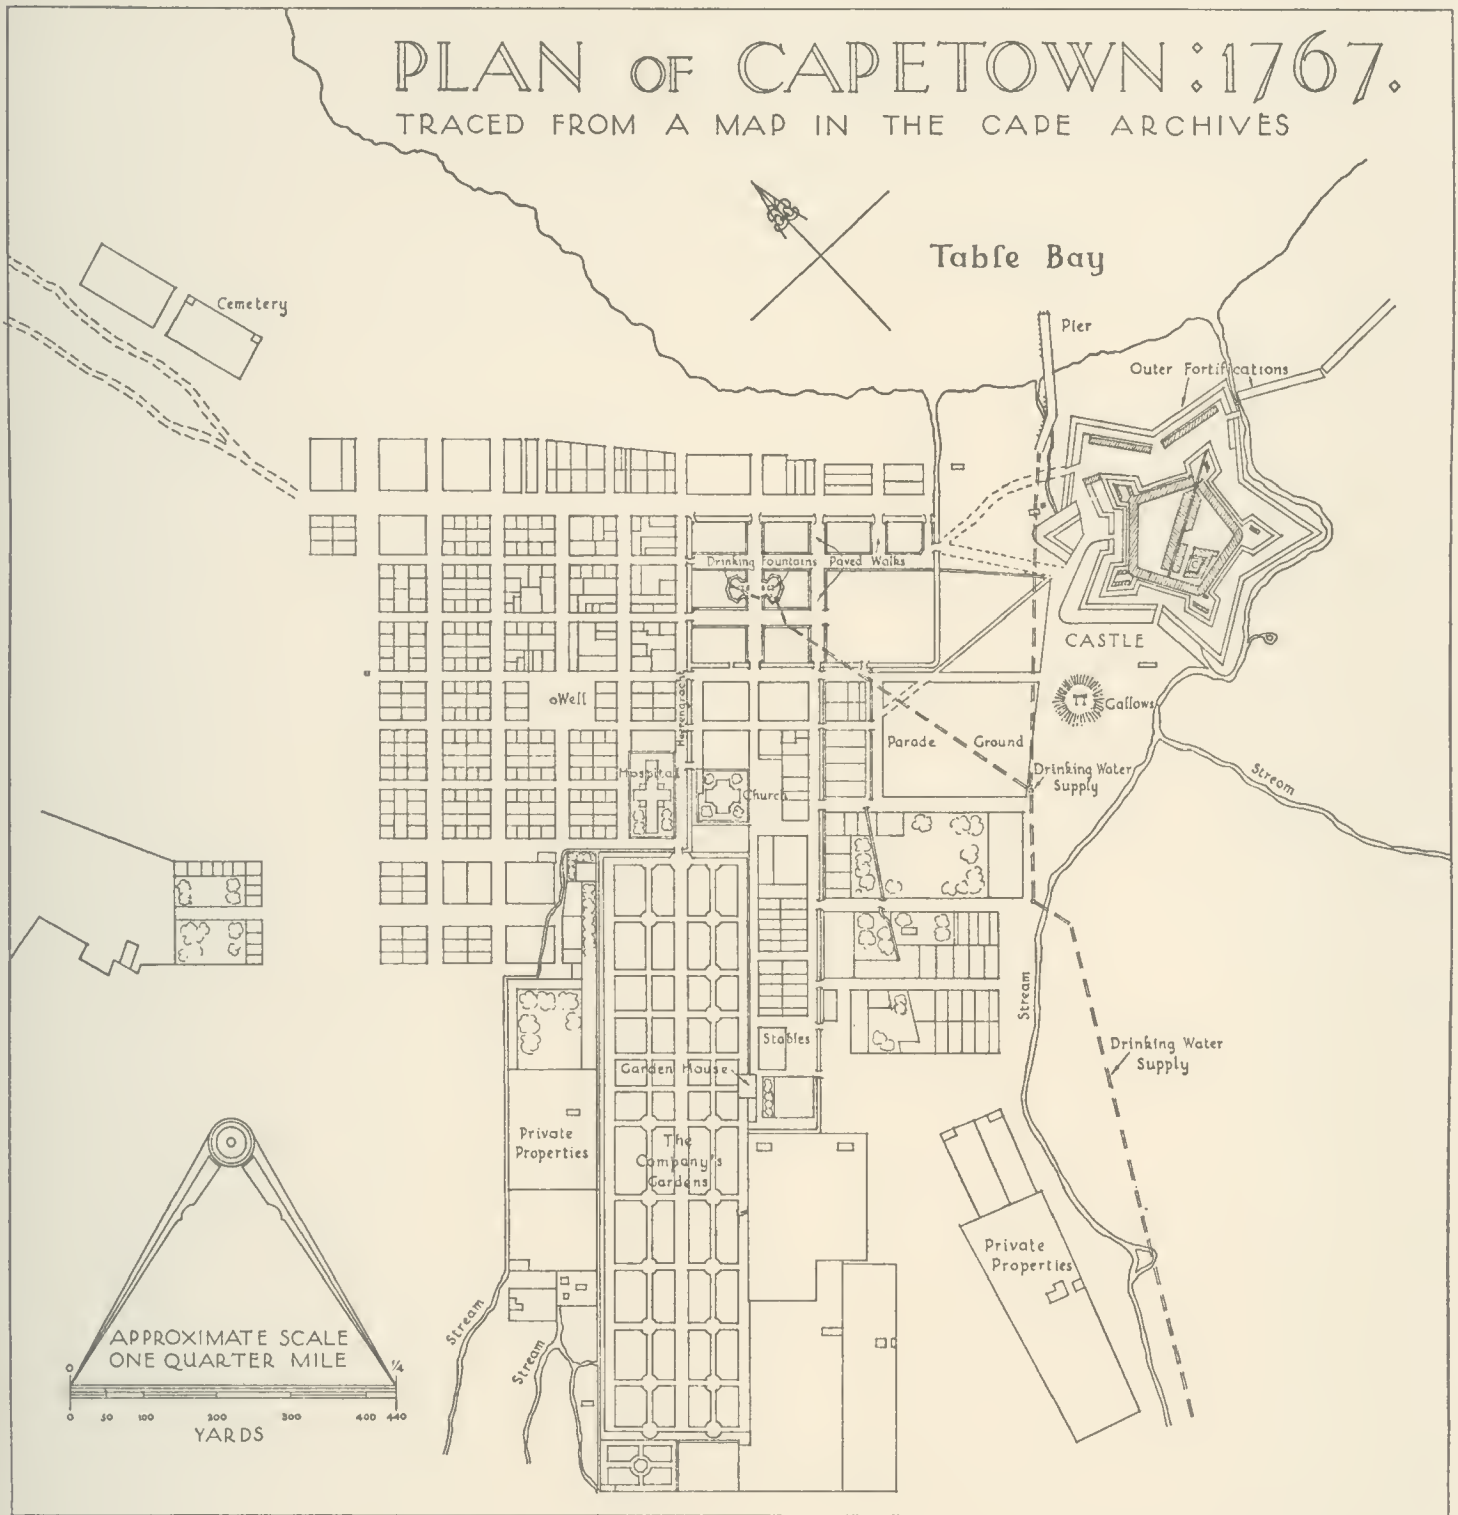 PLAN OF CAPETOWN : 1767.
TRACED FROM A MAP IN THE CAPE ARCHIVES
Table Bay
Cemetery
Pier
Outer Fortifications
Drinking Fountains
Paved Walks
CASTLE
Well
Heerengracht
Gallows
Parade Ground
Hospital
Church
Drinking Water
Supply
Stream
Stream
Stables
Garden House
Drinking Water
Supply
Private
Properties
The
Company's
Gardens
Private
Properties
Stream
Stream
APPROXIMATE SCALE
ONE QUARTER MILE
0 1/4
0 50 100 200 300 400 440
YARDS